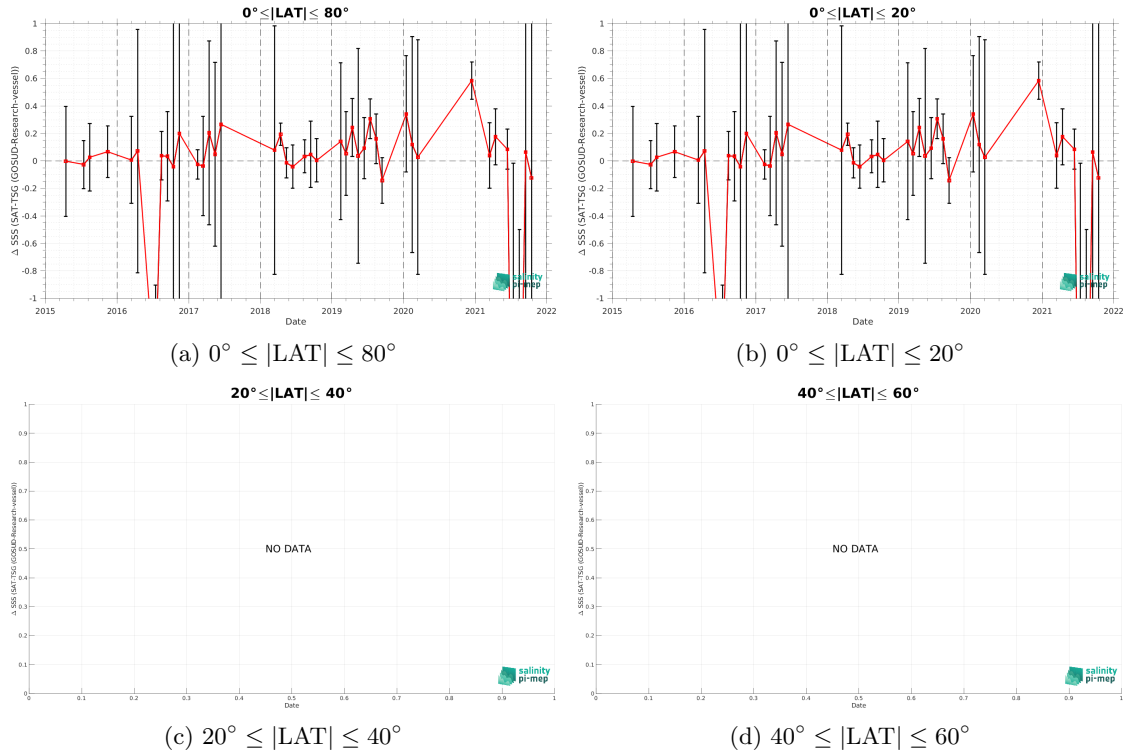 0°≤|LAT|≤ 80°
Δ SSS (SAT-TSG (GOSUD-Research-vessel))
1
0.8
0.6
0.4
0.2
0
-0.2
-0.4
-0.6
-0.8
-1
2015 2016 2017 2018 2019 2020 2021 2022
Date
salinity
pi-mep
(a) 0° ≤ |LAT| ≤ 80°
0°≤|LAT|≤ 20°
Δ SSS (SAT-TSG (GOSUD-Research-vessel))
1
0.8
0.6
0.4
0.2
0
-0.2
-0.4
-0.6
-0.8
-1
2015 2016 2017 2018 2019 2020 2021 2022
Date
salinity
pi-mep
(b) 0° ≤ |LAT| ≤ 20°
20°≤|LAT|≤ 40°
Δ SSS (SAT-TSG (GOSUD-Research-vessel))
1
0.9
0.8
0.7
0.6
0.5
0.4
0.3
0.2
0.1
0
NO DATA
0 0.1 0.2 0.3 0.4 0.5 0.6 0.7 0.8 0.9 1
Date
salinity
pi-mep
(c) 20° ≤ |LAT| ≤ 40°
40°≤|LAT|≤ 60°
Δ SSS (SAT-TSG (GOSUD-Research-vessel))
1
0.9
0.8
0.7
0.6
0.5
0.4
0.3
0.2
0.1
0
NO DATA
0 0.1 0.2 0.3 0.4 0.5 0.6 0.7 0.8 0.9 1
Date
salinity
pi-mep
(d) 40° ≤ |LAT| ≤ 60°